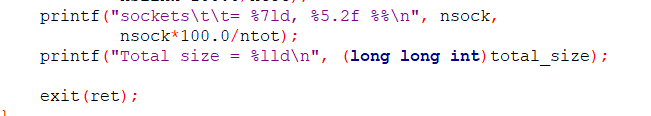 printf("sockets\t\t= %7ld, %5.2f %%\n", nsock,
nsock*100.0/ntot);
printf("Total size = %lld\n", (long long int)total_size);
exit(ret);